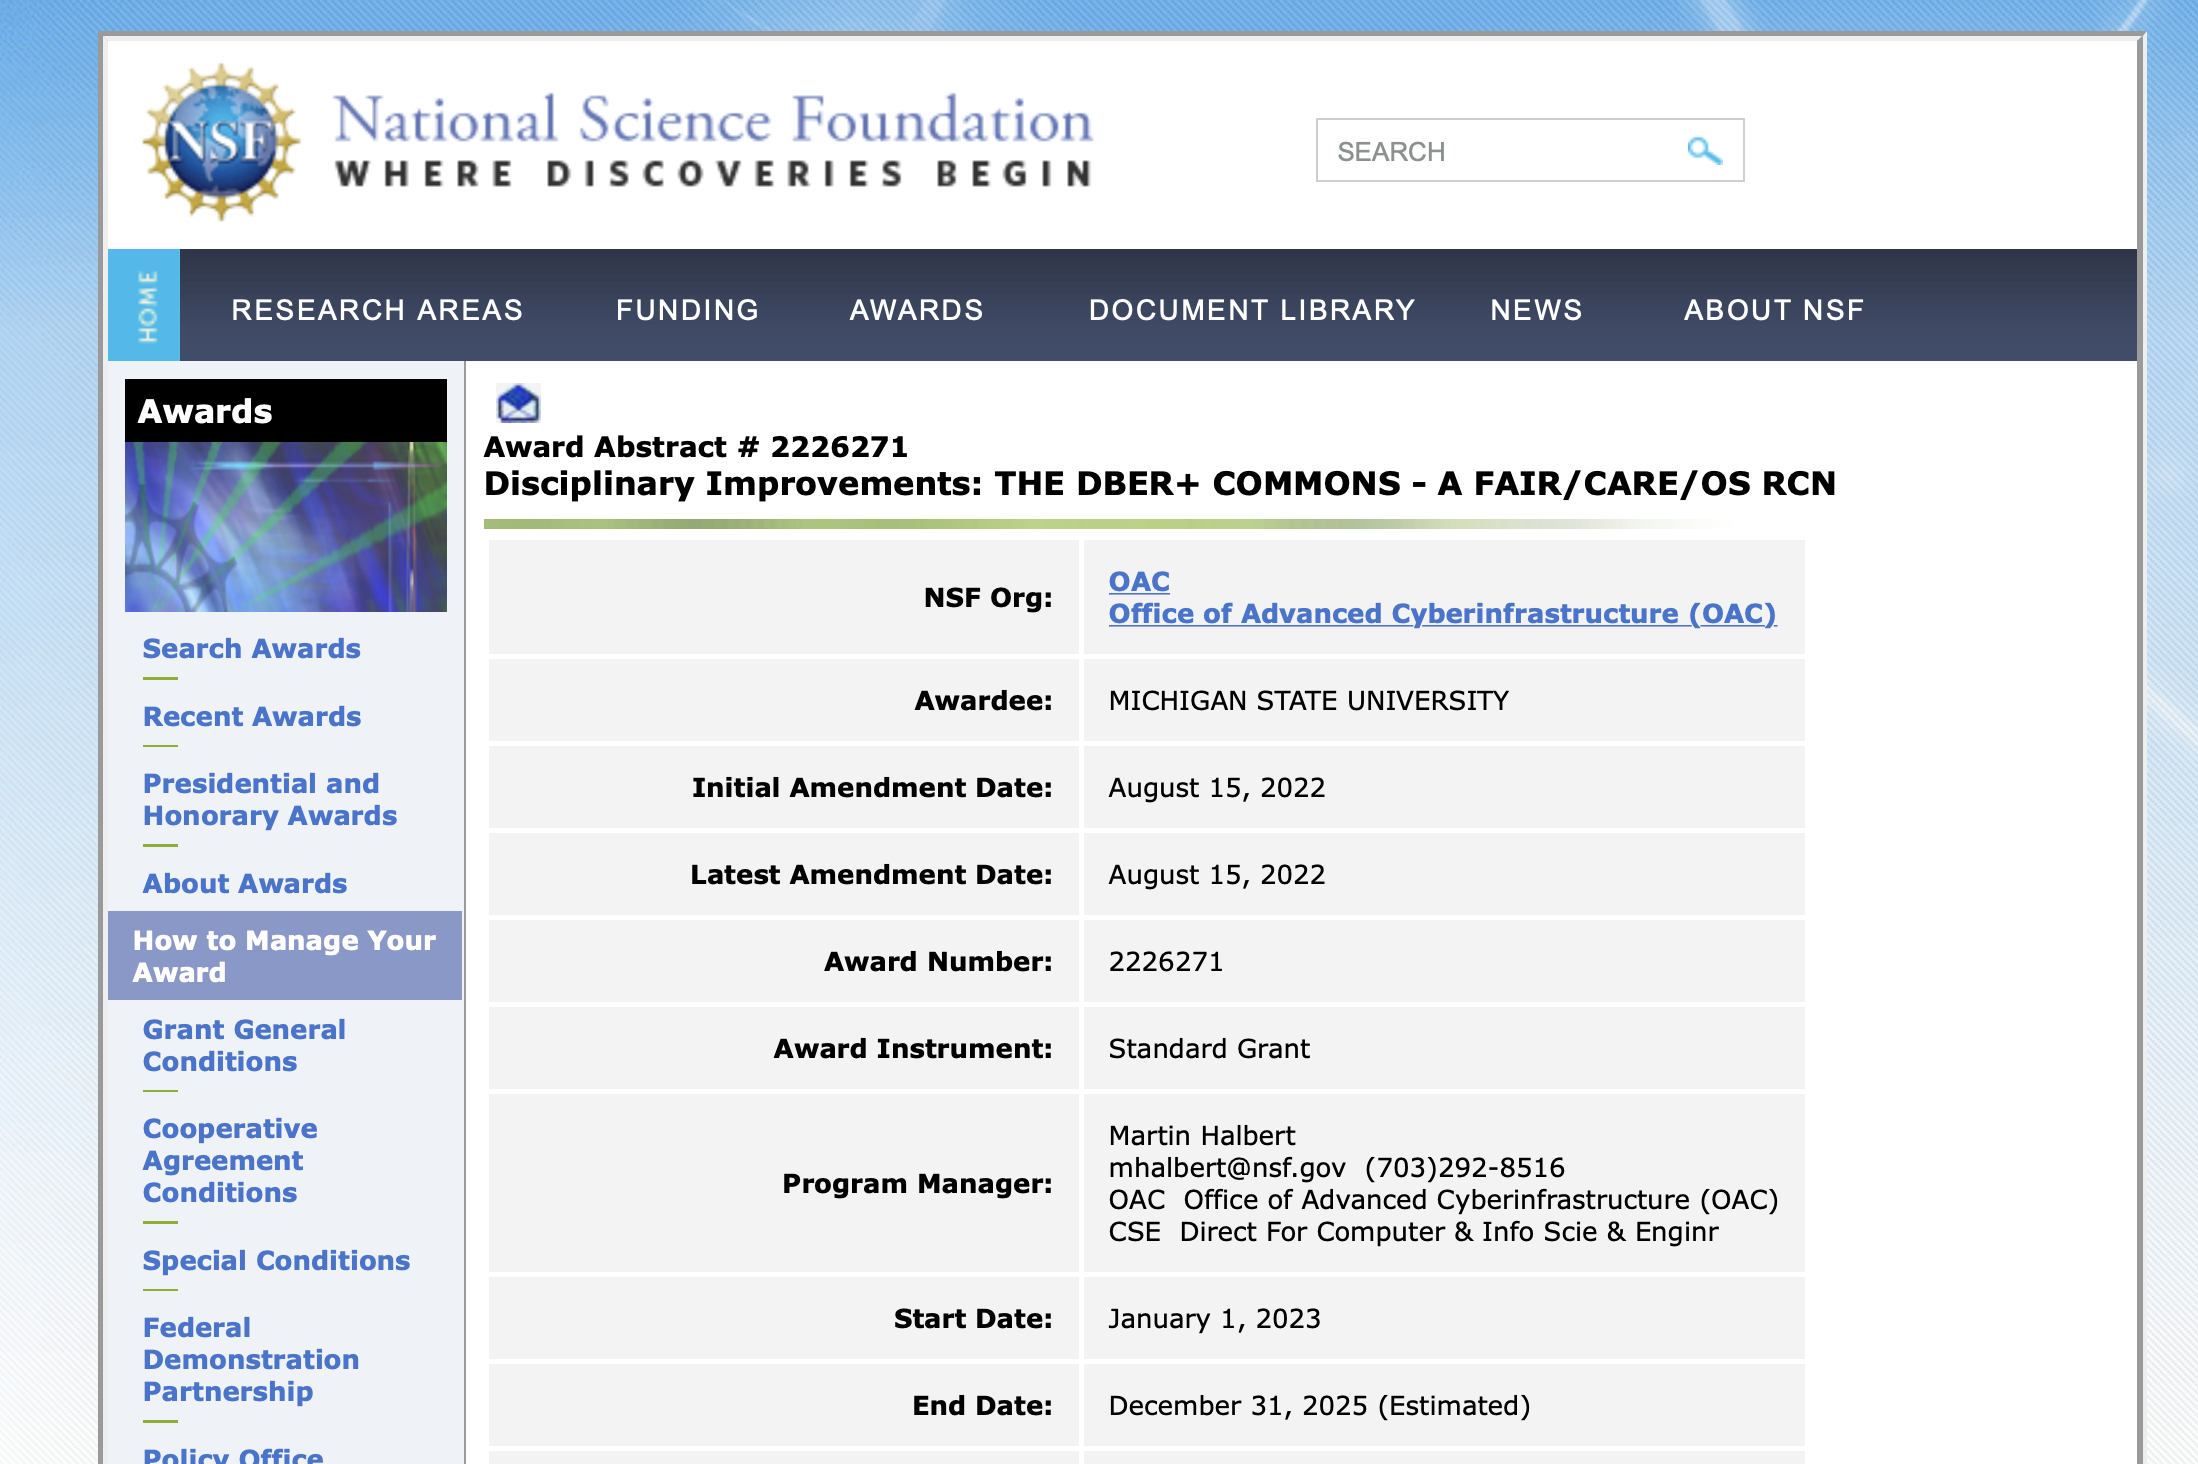 NSF
National Science Foundation
WHERE DISCOVERIES BEGIN
SEARCH
HOME
RESEARCH AREAS
FUNDING
AWARDS
DOCUMENT LIBRARY
NEWS
ABOUT NSF
Awards
Search Awards
Recent Awards
Presidential and
Honorary Awards
About Awards
How to Manage Your
Award
Grant General
Conditions
Cooperative
Agreement
Conditions
Special Conditions
Federal
Demonstration
Partnership
Policy Office
Award Abstract # 2226271
Disciplinary Improvements: THE DBER+ COMMONS - A FAIR/CARE/OS RCN
NSF Org:
OAC
Office of Advanced Cyberinfrastructure (OAC)
Awardee:
MICHIGAN STATE UNIVERSITY
Initial Amendment Date:
August 15, 2022
Latest Amendment Date:
August 15, 2022
Award Number:
2226271
Award Instrument:
Standard Grant
Program Manager:
Martin Halbert
mhalbert@nsf.gov (703)292-8516
OAC Office of Advanced Cyberinfrastructure (OAC)
CSE Direct For Computer & Info Scie & Enginr
Start Date:
January 1, 2023
End Date:
December 31, 2025 (Estimated)